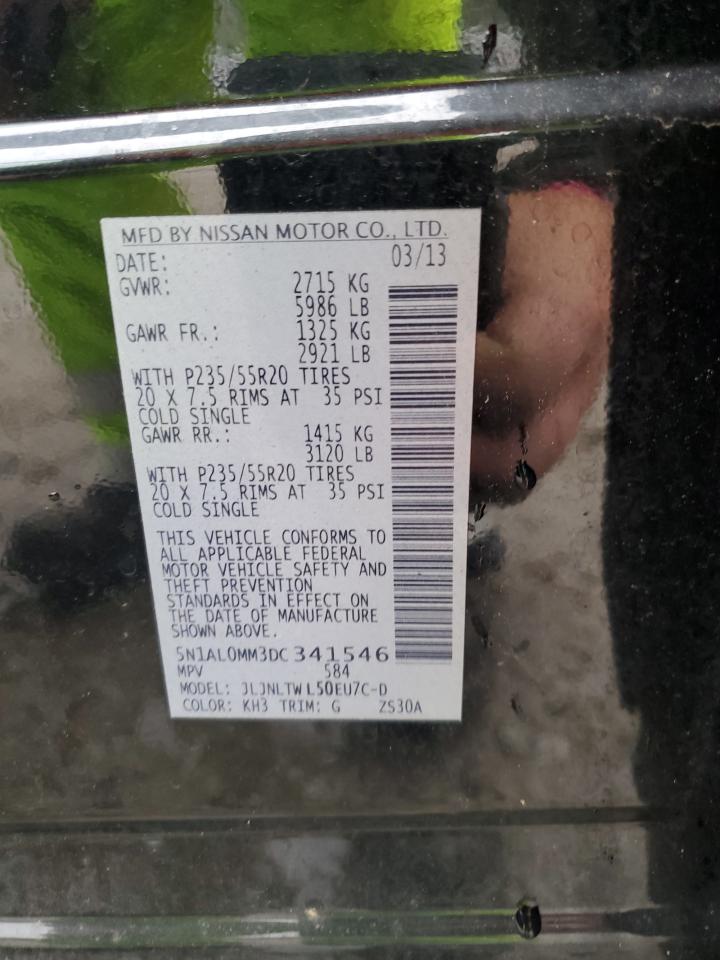 MFD BY NISSAN MOTOR CO., LTD.
DATE: 03/13
GVWR: 2715 KG
5986 LB
GAWR FR.: 1325 KG
2921 LB
WITH P235/55R20 TIRES
20 X 7.5 RIMS AT 35 PSI
COLD SINGLE
GAWR RR.: 1415 KG
3120 LB
WITH P235/55R20 TIRES
20 X 7.5 RIMS AT 35 PSI
COLD SINGLE
THIS VEHICLE CONFORMS TO
ALL APPLICABLE FEDERAL
MOTOR VEHICLE SAFETY AND
THEFT PREVENTION
STANDARDS IN EFFECT ON
THE DATE OF MANUFACTURE
SHOWN ABOVE.
5N1AL0MM3DC341546
MPV 584
MODEL: JLJNLTWL50EU7C-D
COLOR: KH3 TRIM: G ZS30A